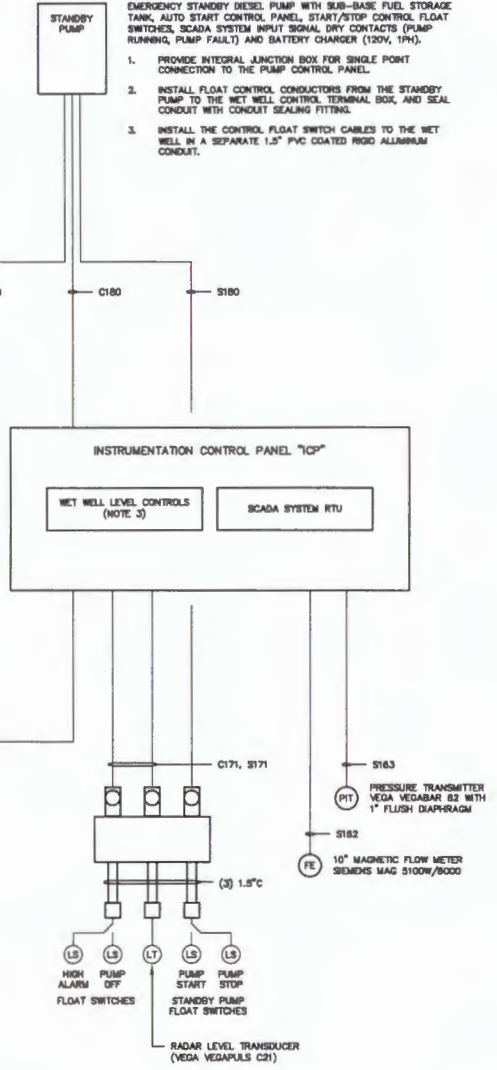 STANDBY
PUMP
EMERGENCY STANDBY DIESEL PUMP WITH SUB-BASE FUEL STORAGE
TANK, AUTO START CONTROL PANEL, START/STOP CONTROL FLOAT
SWITCHES, SCADA SYSTEM INPUT SIGNAL DRY CONTACTS (PUMP
RUNNING, PUMP FAULT) AND BATTERY CHARGER (120V, 1PH).
1. PROVIDE INTEGRAL JUNCTION BOX FOR SINGLE POINT
CONNECTION TO THE PUMP CONTROL PANEL.
2. INSTALL FLOAT CONTROL CONDUCTORS FROM THE STANDBY
PUMP TO THE WET WELL CONTROL TERMINAL BOX, AND SEAL
CONDUIT WITH CONDUIT SEALING FITTING.
3. INSTALL THE CONTROL FLOAT SWITCH CABLES TO THE WET
WELL IN A SEPARATE 1.5" PVC COATED RIGID ALUMINUM
CONDUIT.
C180
S180
INSTRUMENTATION CONTROL PANEL "ICP"
WET WELL LEVEL CONTROLS
(NOTE 3)
SCADA SYSTEM RTU
C171, S171
S163
PIT
PRESSURE TRANSMITTER
VEGA VEGABAR 82 WITH
1" FLUSH DIAPHRAGM
S162
FE
10" MAGNETIC FLOW METER
SIEMENS MAG 5100W/6000
(3) 1.5"C
LS LS LT LS LS
HIGH
ALARM
PUMP
OFF
FLOAT SWITCHES
PUMP
START
PUMP
STOP
STANDBY PUMP
FLOAT SWITCHES
RADAR LEVEL TRANSDUCER
(VEGA VEGAPULS C21)